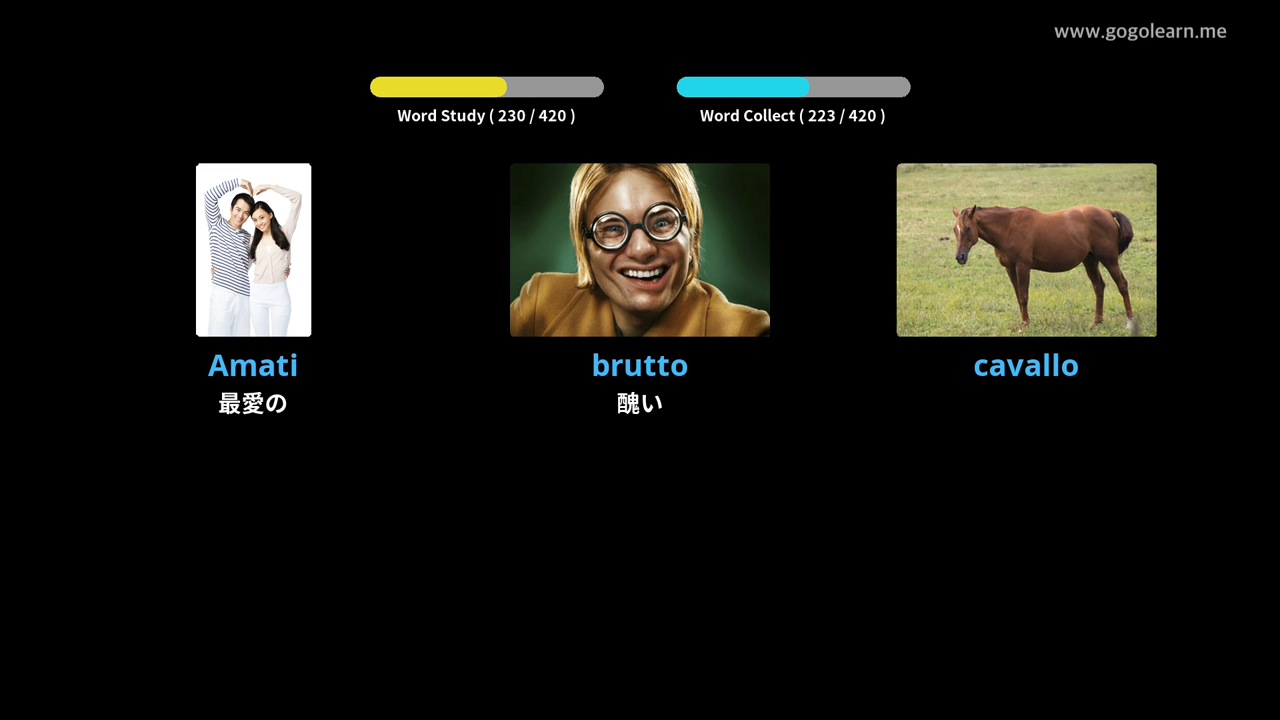 www.gogolearn.me
Word Study ( 230 / 420 )
Word Collect ( 223 / 420 )
Amati
brutto
cavallo
最愛の
醜い